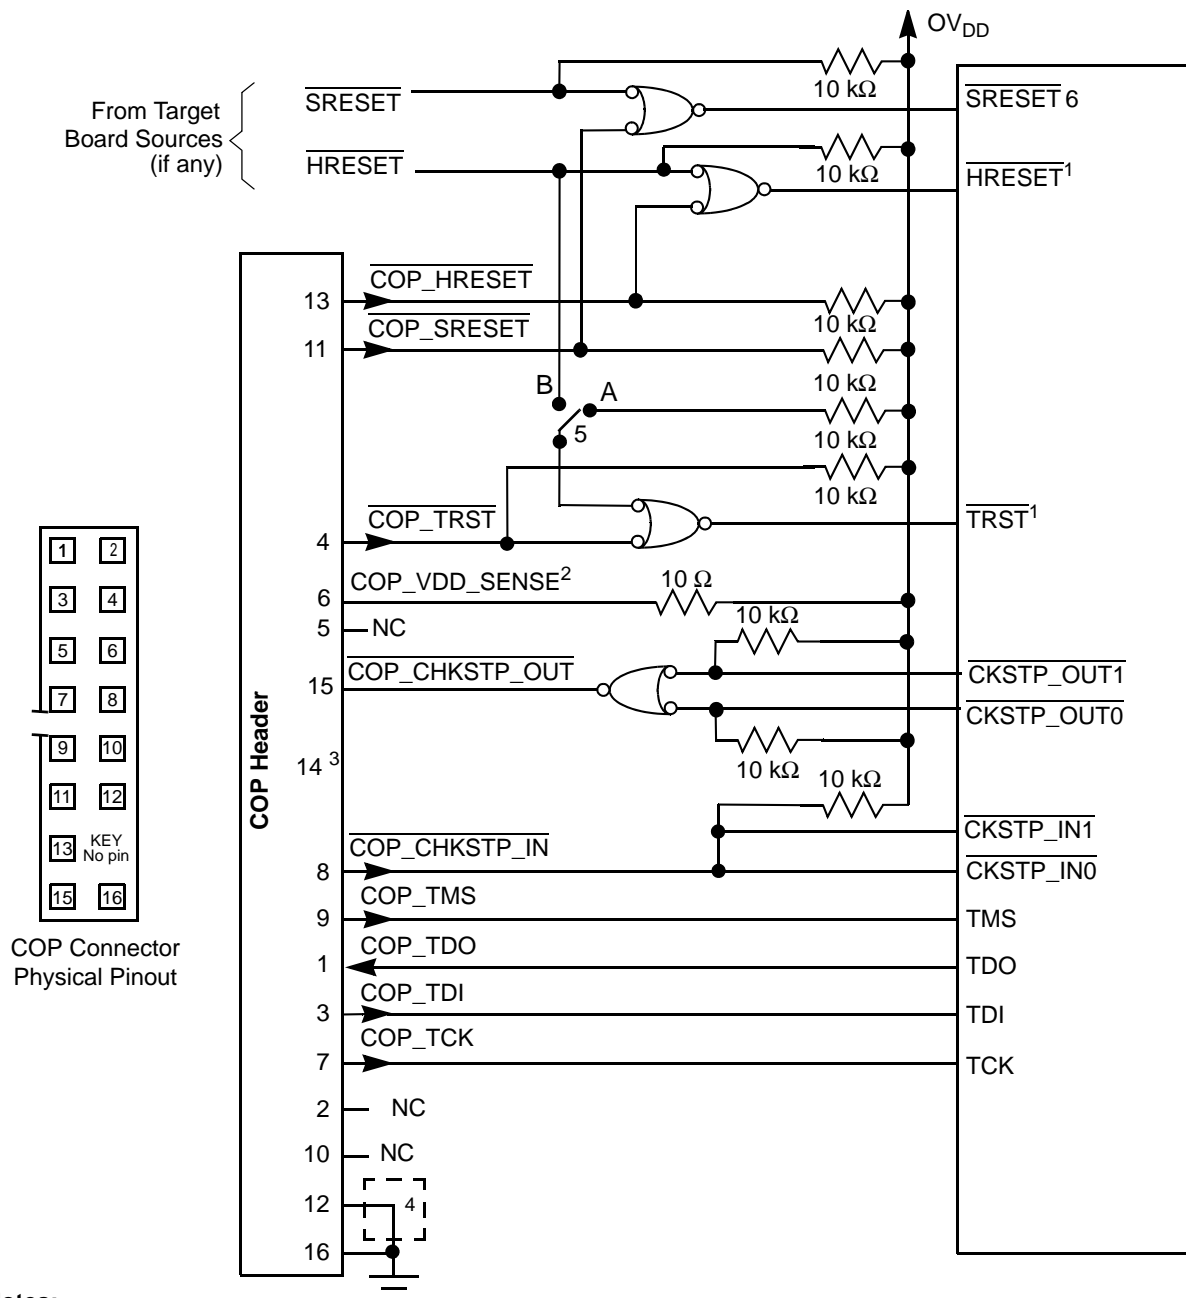 OVDD
10 kΩ
From Target
Board Sources
(if any)
SRESET
SRESET 6
HRESET
10 kΩ
HRESET1
13
COP_HRESET
10 kΩ
11
COP_SRESET
10 kΩ
B
A
5
10 kΩ
10 kΩ
4
COP_TRST
TRST1
6
COP_VDD_SENSE2
10 Ω
5
NC
10 kΩ
15
COP_CHKSTP_OUT
CKSTP_OUT1
CKSTP_OUT0
10 kΩ
COP Header
14 3
10 kΩ
CKSTP_IN1
8
COP_CHKSTP_IN
CKSTP_IN0
9
COP_TMS
TMS
1
COP_TDO
TDO
3
COP_TDI
TDI
7
COP_TCK
TCK
2
NC
10
NC
12
4
16
1 2
3 4
5 6
7 8
9 10
11 12
13 KEY
No pin
15 16
COP Connector
Physical Pinout